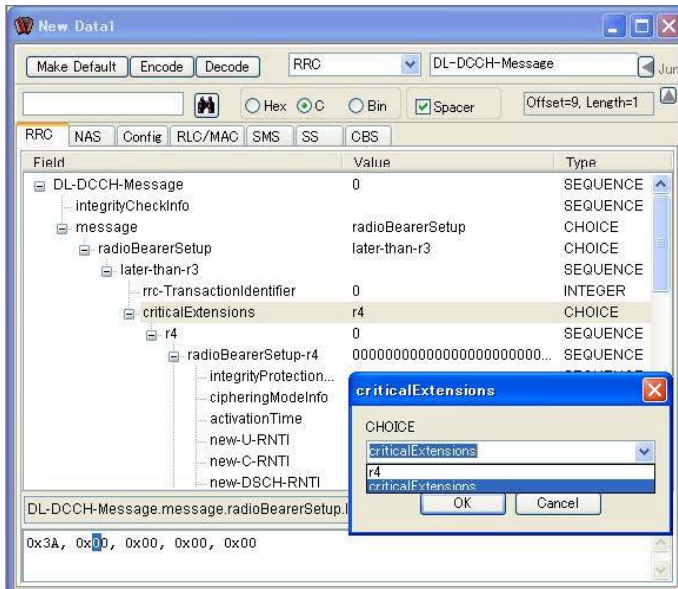 New Data1
Make Default Encode Decode RRC DL-DCCH-Message Jur
Hex C Bin Spacer Offset=9, Length=1
RRC NAS Config RLC/MAC SMS SS CBS
Field Value Type
DL-DCCH-Message 0 SEQUENCE
integrityCheckInfo SEQUENCE
message radioBearerSetup CHOICE
radioBearerSetup later-than-r3 CHOICE
later-than-r3 SEQUENCE
rrc-TransactionIdentifier 0 INTEGER
criticalExtensions r4 CHOICE
r4 0 SEQUENCE
radioBearerSetup-r4 00000000000000000000000... SEQUENCE
integrityProtection...
cipheringModeInfo
activationTime
new-U-RNTI
new-C-RNTI
new-DSCH-RNTI
criticalExtensions
CHOICE
criticalExtensions
r4
criticalExtensions
OK Cancel
DL-DCCH-Message.message.radioBearerSetup.l
0x3A, 0x00, 0x00, 0x00, 0x00